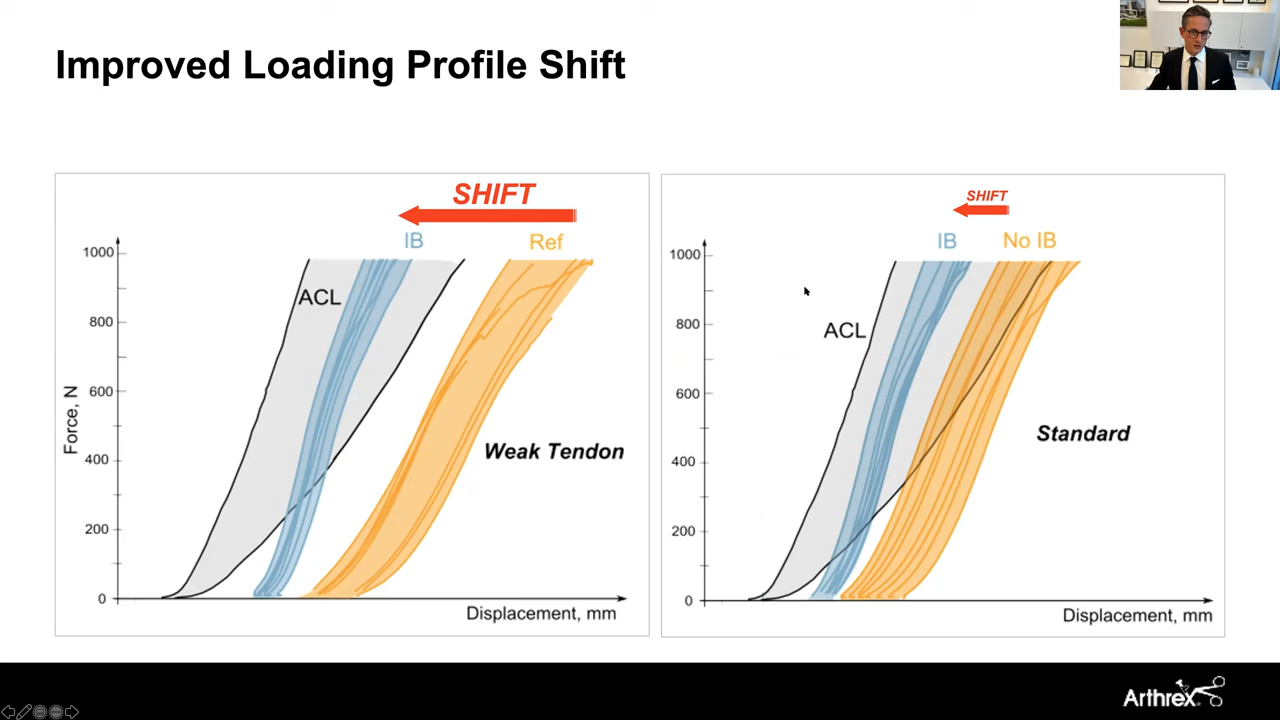 Improved Loading Profile Shift
SHIFT
IB
Ref
1000
ACL
800
600
Force, N
400
Weak Tendon
200
0
Displacement, mm
SHIFT
IB
No IB
1000
800
ACL
600
Standard
400
200
0
Displacement, mm
Arthrex